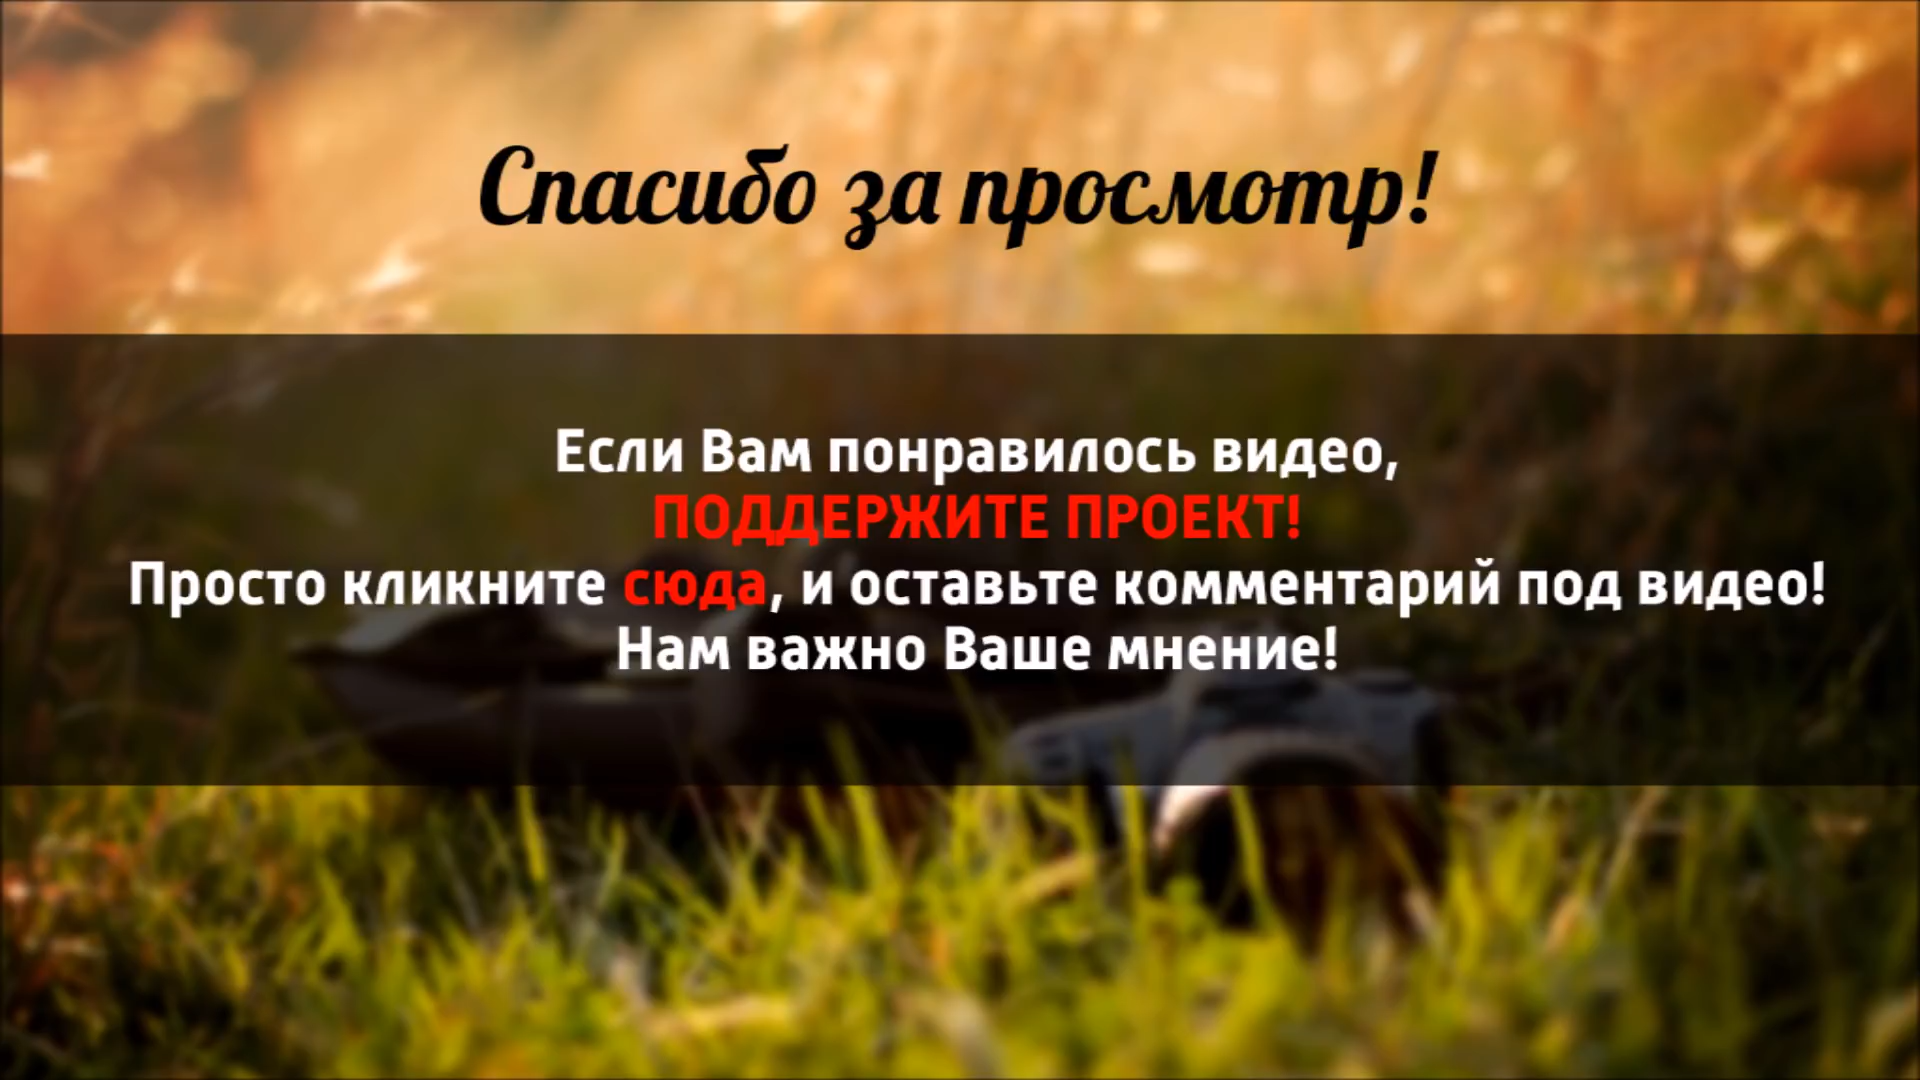 Спасибо за просмотр!
Если Вам понравилось видео,
ПОДДЕРЖИТЕ ПРОЕКТ!
Просто кликните сюда, и оставьте комментарий под видео!
Нам важно Ваше мнение!